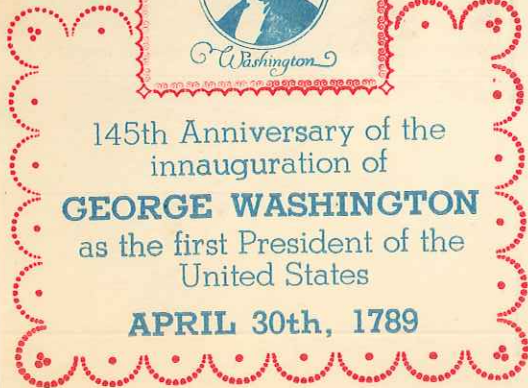 Washington
145th Anniversary of the
innauguration of
GEORGE WASHINGTON
as the first President of the
United States
APRIL 30th, 1789